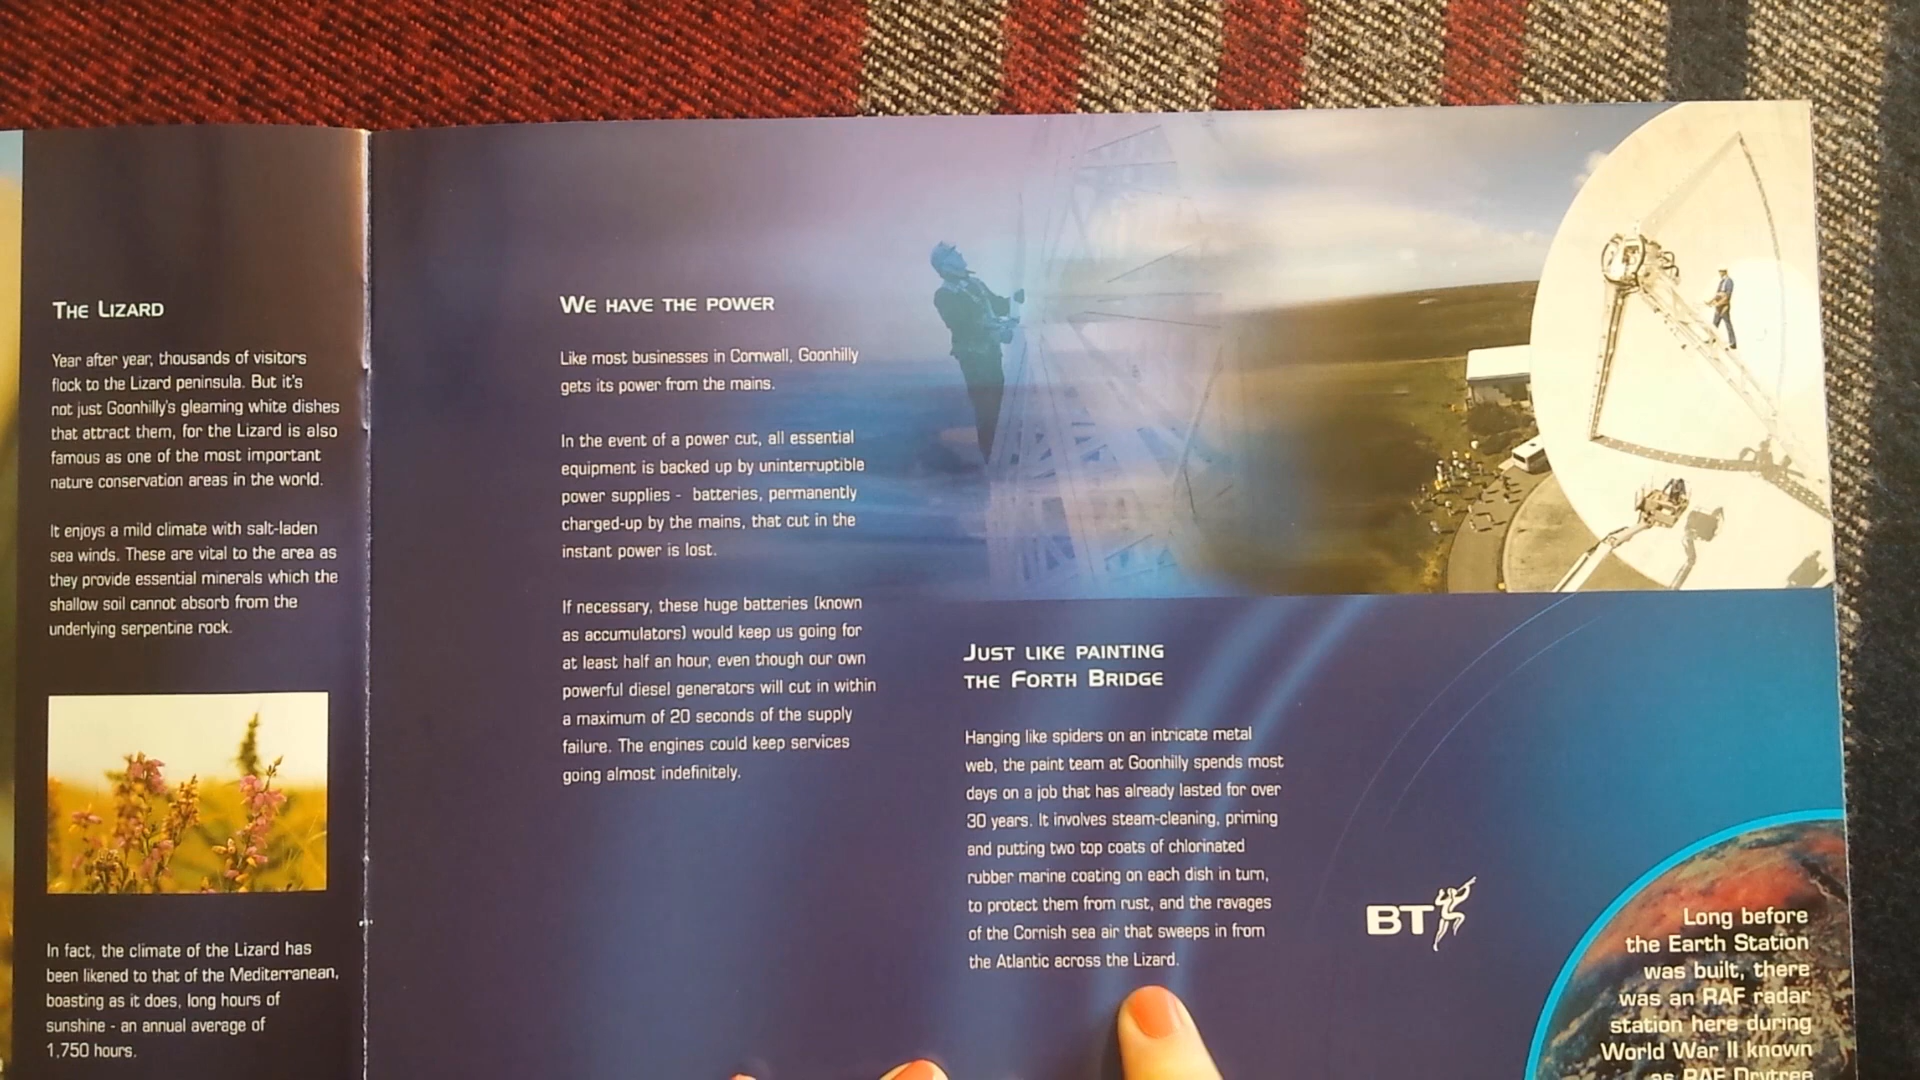 THE LIZARD
Year after year, thousands of visitors
flock to the Lizard peninsula. But it's
not just Goonhilly's gleaming white dishes
that attract them, for the Lizard is also
famous as one of the most important
nature conservation areas in the world.
It enjoys a mild climate with salt-laden
sea winds. These are vital to the area as
they provide essential minerals which the
shallow soil cannot absorb from the
underlying serpentine rock.
In fact, the climate of the Lizard has
been likened to that of the Mediterranean,
boasting as it does, long hours of
sunshine - an annual average of
1,750 hours.
WE HAVE THE POWER
Like most businesses in Cornwall, Goonhilly
gets its power from the mains.
In the event of a power cut, all essential
equipment is backed up by uninterruptible
power supplies - batteries, permanently
charged-up by the mains, that cut in the
instant power is lost.
If necessary, these huge batteries (known
as accumulators) would keep us going for
at least half an hour, even though our own
powerful diesel generators will cut in within
a maximum of 20 seconds of the supply
failure. The engines could keep services
going almost indefinitely.
JUST LIKE PAINTING
THE FORTH BRIDGE
Hanging like spiders on an intricate metal
web, the paint team at Goonhilly spends most
days on a job that has already lasted for over
30 years. It involves steam-cleaning, priming
and putting two top coats of chlorinated
rubber marine coating on each dish in turn,
to protect them from rust, and the ravages
of the Cornish sea air that sweeps in from
the Atlantic across the Lizard.
BT
Long before
the Earth Station
was built, there
was an RAF radar
station here during
World War II known
as RAF Drytree